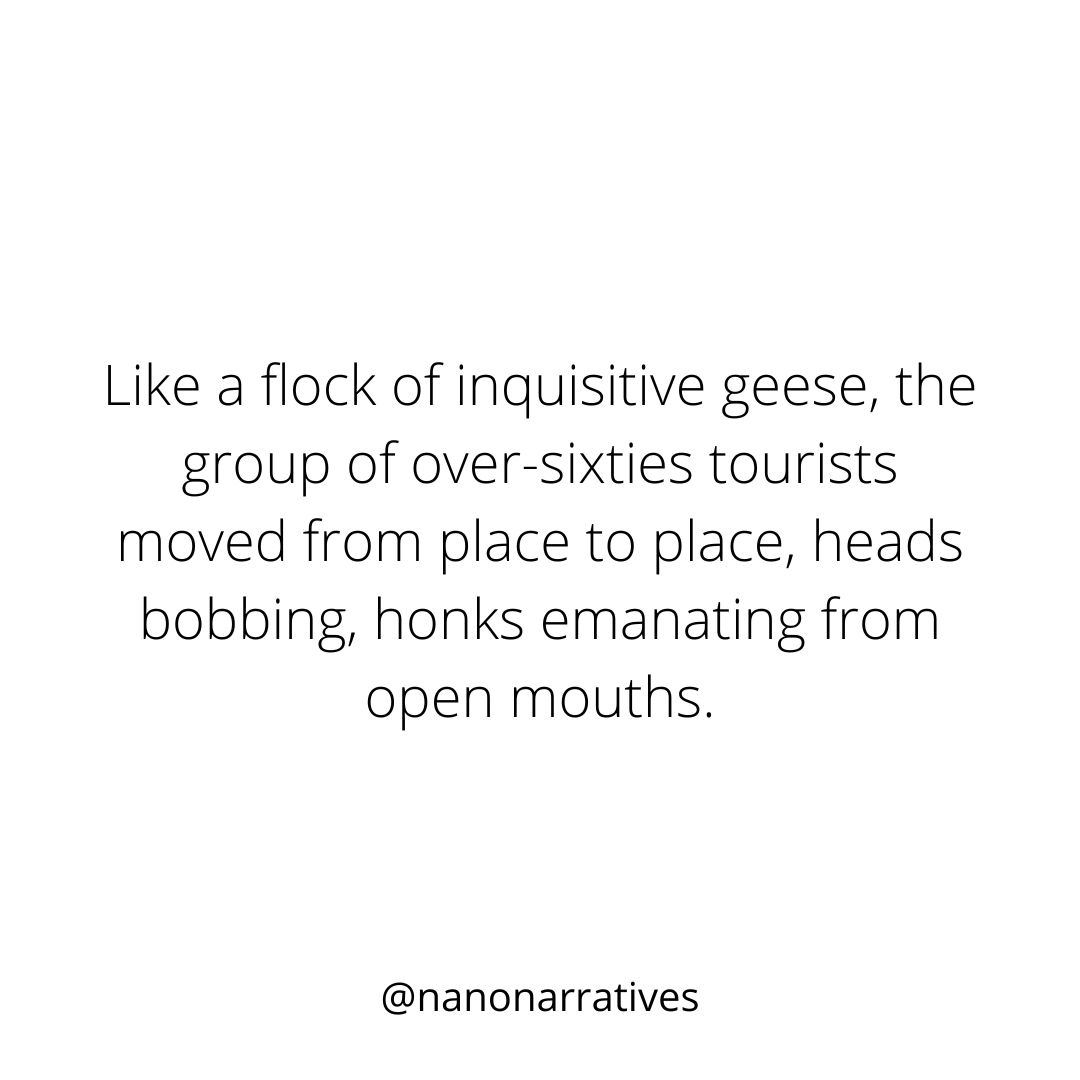 Like a flock of inquisitive geese, the
group of over-sixties tourists
moved from place to place, heads
bobbing, honks emanating from
open mouths.
@nanonarratives